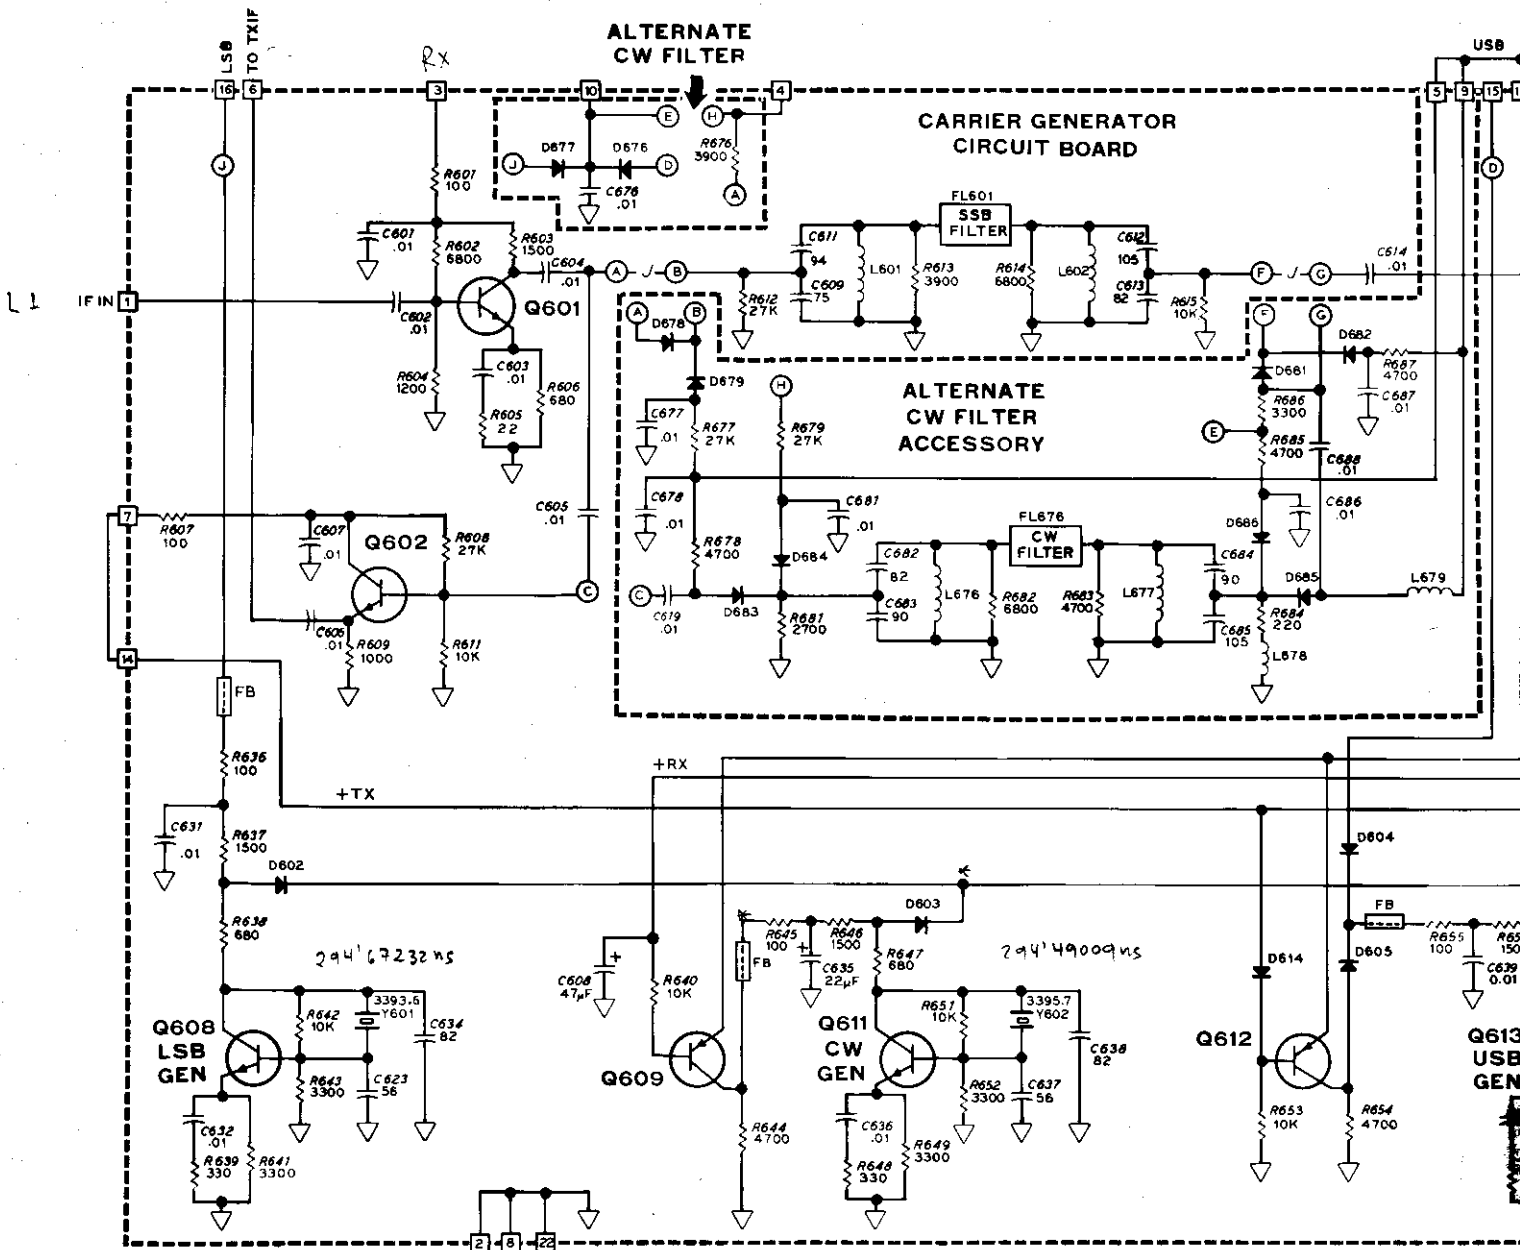 LSB
TO TXIF
Rx
ALTERNATE
CW FILTER
USB
16
6
3
10
4
5
9
15
E
H
D677
D676
J
D
R676
3900
C676
.01
A
J
D
CARRIER GENERATOR
CIRCUIT BOARD
R601
100
C601
.01
R602
6800
R603
1500
C604
.01
A
J
B
C611
94
L601
R613
3900
FL601
SSB
FILTER
R614
6800
L602
C612
105
C613
82
F
J
G
C614
.01
L1
IF IN
1
C602
.01
Q601
R612
27K
C609
75
R615
10K
A
B
D678
F
G
D682
R687
4700
C687
.01
R604
1200
C603
.01
R605
22
R606
680
D679
C677
.01
R677
27K
H
R679
27K
ALTERNATE
CW FILTER
ACCESSORY
D681
R686
3300
E
R685
4700
C688
.01
7
R607
100
C607
.01
Q602
R608
27K
C605
.01
C678
.01
R678
4700
C681
.01
D684
FL676
CW
FILTER
C686
.01
D686
C
C606
.01
R609
1000
R611
10K
C
C619
.01
D683
R681
2700
C682
82
C683
90
L676
R682
6800
R683
4700
L677
C684
90
C685
105
D685
R684
220
L678
L679
14
FB
R636
100
+RX
+TX
C631
.01
R637
1500
D602
D604
R638
680
294'67232ns
R645
100
R646
1500
D603
FB
C635
22µF
R647
680
294'49009ns
FB
R655
100
C639
0.01
D614
D605
C608
47µF
R640
10K
Q608
LSB
GEN
R642
10K
3393.6
Y601
C634
82
R643
3300
C623
56
Q609
Q611
CW
GEN
R651
10K
3395.7
Y602
C638
82
R652
3300
C637
56
Q612
Q613
USB
GEN
C632
.01
R639
330
R641
3300
R644
4700
C636
.01
R648
330
R649
3300
R653
10K
R654
4700
2
8
22